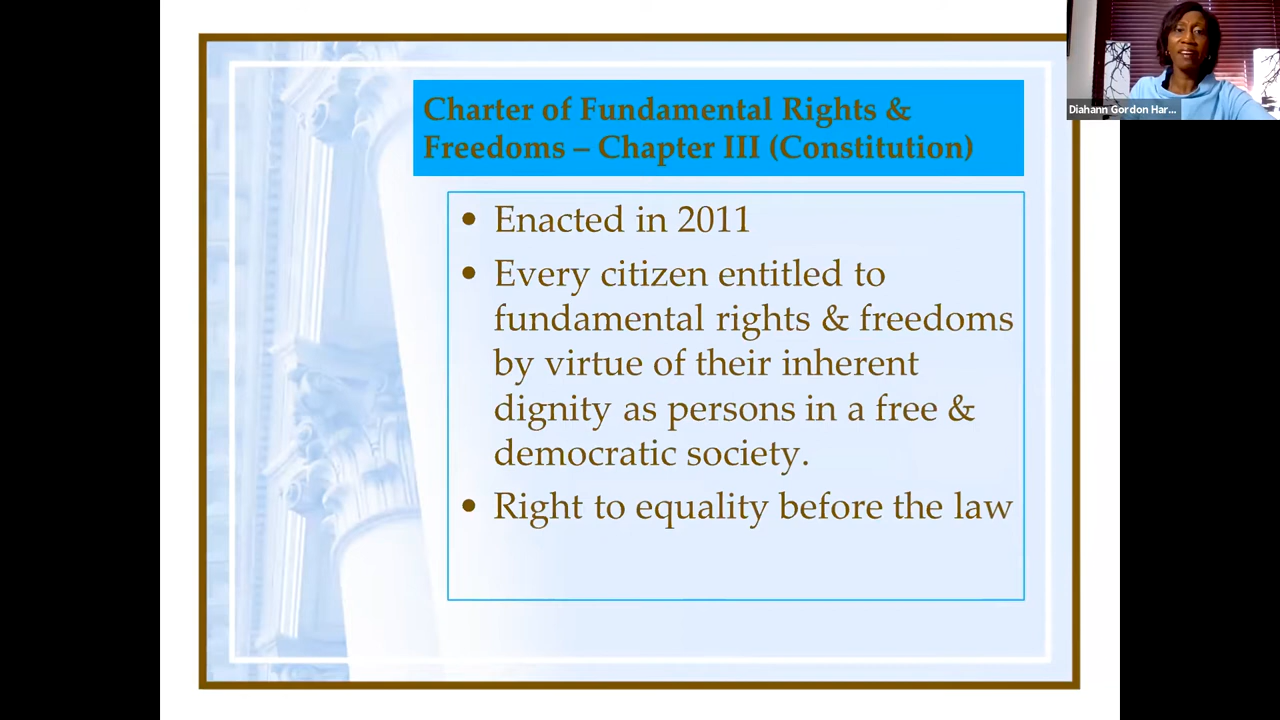 Charter of Fundamental Rights &
Freedoms – Chapter III (Constitution)
• Enacted in 2011
• Every citizen entitled to
fundamental rights & freedoms
by virtue of their inherent
dignity as persons in a free &
democratic society.
• Right to equality before the law
Diahann Gordon Har...